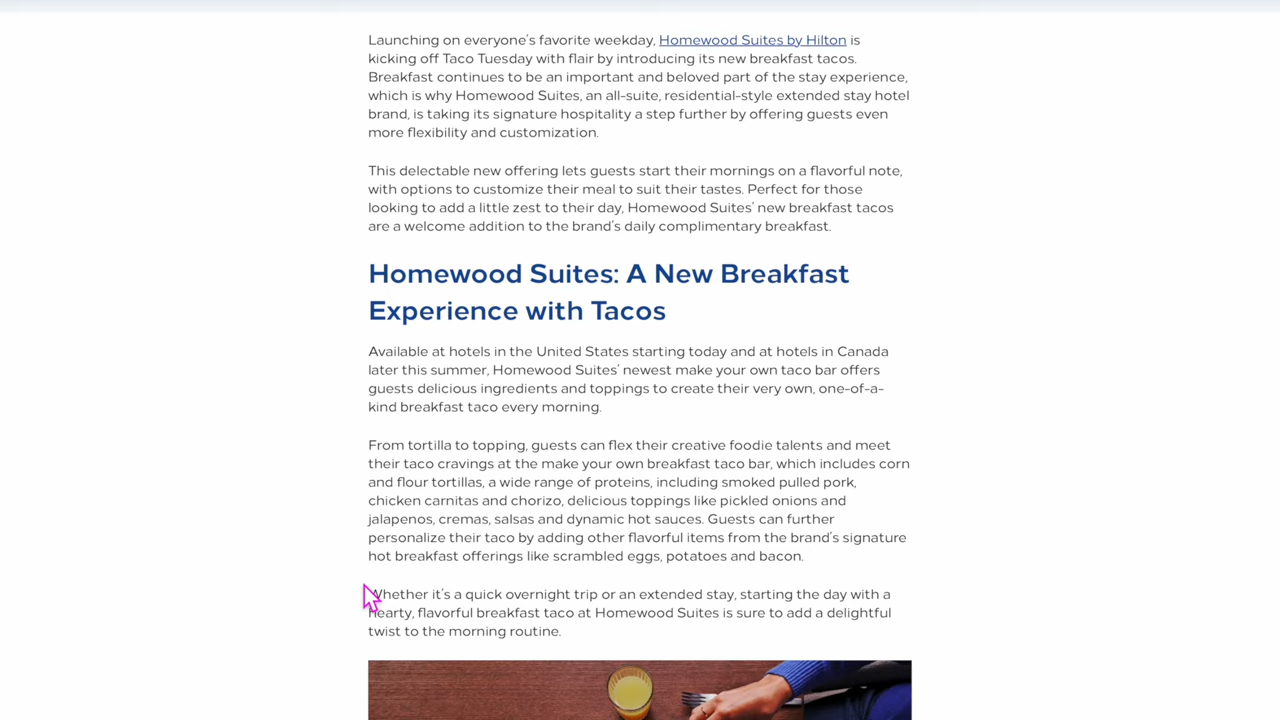 Launching on everyone's favorite weekday, Homewood Suites by Hilton is
kicking off Taco Tuesday with flair by introducing its new breakfast tacos.
Breakfast continues to be an important and beloved part of the stay experience,
which is why Homewood Suites, an all-suite, residential-style extended stay hotel
brand, is taking its signature hospitality a step further by offering guests even
more flexibility and customization.
This delectable new offering lets guests start their mornings on a flavorful note,
with options to customize their meal to suit their tastes. Perfect for those
looking to add a little zest to their day, Homewood Suites' new breakfast tacos
are a welcome addition to the brand's daily complimentary breakfast.
Homewood Suites: A New Breakfast
Experience with Tacos
Available at hotels in the United States starting today and at hotels in Canada
later this summer, Homewood Suites' newest make your own taco bar offers
guests delicious ingredients and toppings to create their very own, one-of-a-
kind breakfast taco every morning.
From tortilla to topping, guests can flex their creative foodie talents and meet
their taco cravings at the make your own breakfast taco bar, which includes corn
and flour tortillas, a wide range of proteins, including smoked pulled pork,
chicken carnitas and chorizo, delicious toppings like pickled onions and
jalapenos, cremas, salsas and dynamic hot sauces. Guests can further
personalize their taco by adding other flavorful items from the brand's signature
hot breakfast offerings like scrambled eggs, potatoes and bacon.
Whether it's a quick overnight trip or an extended stay, starting the day with a
hearty, flavorful breakfast taco at Homewood Suites is sure to add a delightful
twist to the morning routine.